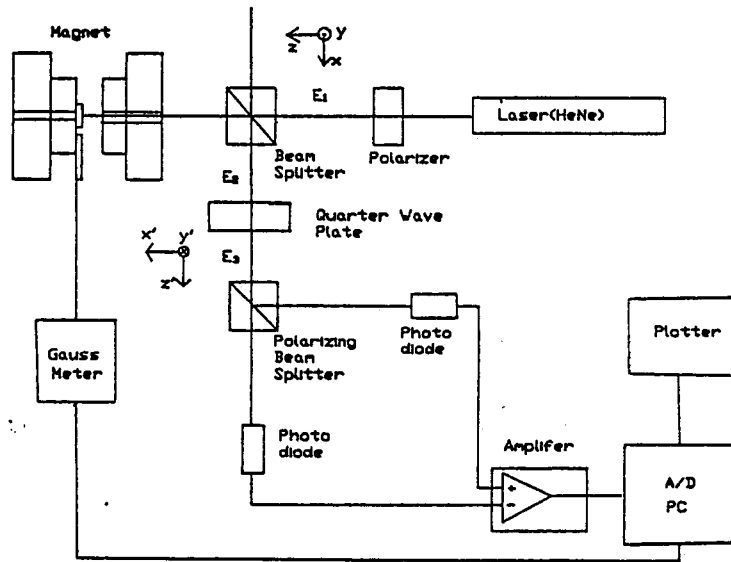 Magnet
y
z
x
E1
Laser(HeNe)
Beam
Splitter
Polarizer
E2
Quarter Wave
Plate
x'
y'
z'
E3
Photo
diode
Plotter
Gauss
Meter
Polarizing
Beam
Splitter
Photo
diode
Amplifer
+
-
A/D
PC